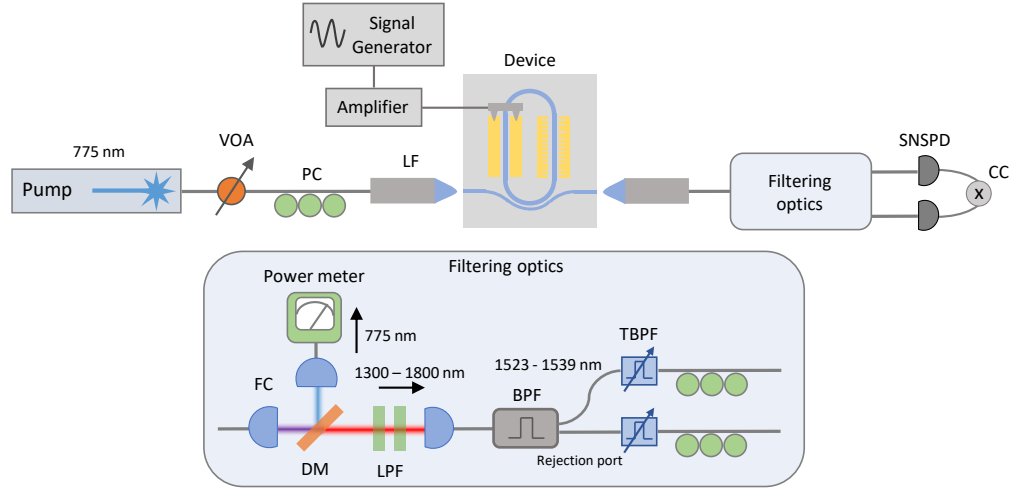 Signal
Generator
Amplifier
Device
775 nm
Pump
VOA
PC
LF
Filtering
optics
SNSPD
CC
X
Filtering optics
Power meter
775 nm
1300 – 1800 nm
FC
DM
LPF
1523 - 1539 nm
BPF
TBPF
Rejection port